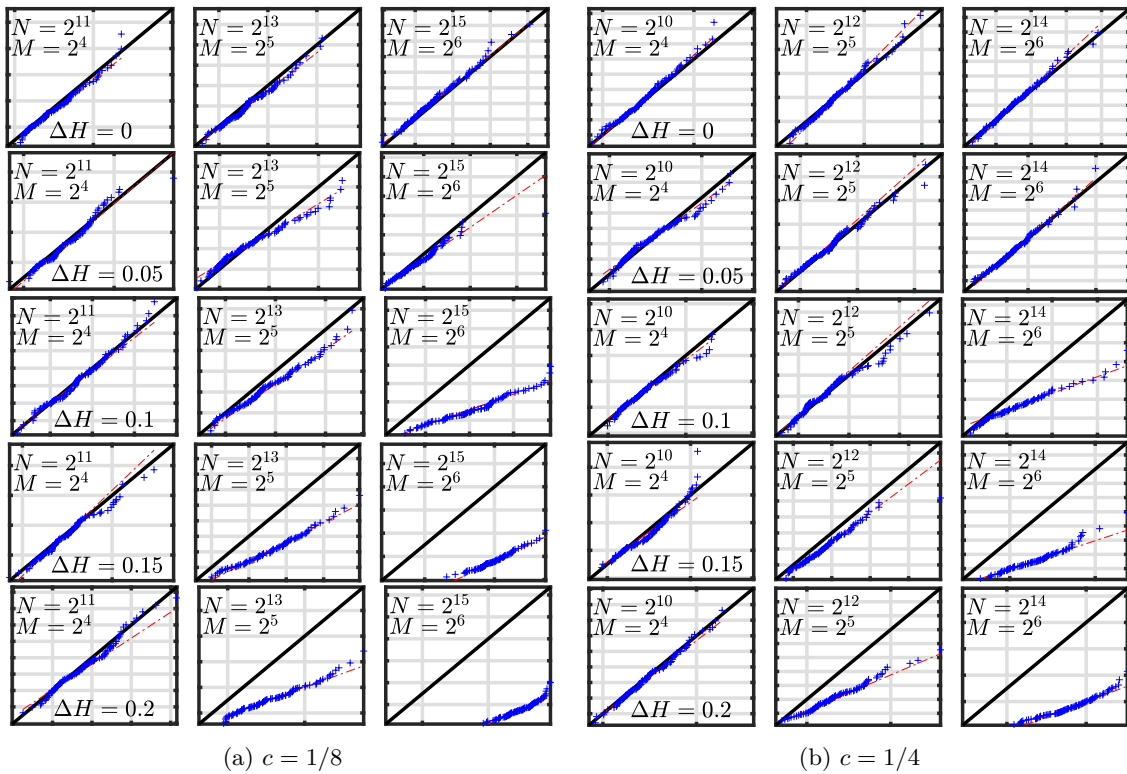 N = 2^11
M = 2^4
ΔH = 0
N = 2^13
M = 2^5
N = 2^15
M = 2^6
N = 2^10
M = 2^4
ΔH = 0
N = 2^12
M = 2^5
N = 2^14
M = 2^6
N = 2^11
M = 2^4
ΔH = 0.05
N = 2^13
M = 2^5
N = 2^15
M = 2^6
N = 2^10
M = 2^4
ΔH = 0.05
N = 2^12
M = 2^5
N = 2^14
M = 2^6
N = 2^11
M = 2^4
ΔH = 0.1
N = 2^13
M = 2^5
N = 2^15
M = 2^6
N = 2^10
M = 2^4
ΔH = 0.1
N = 2^12
M = 2^5
N = 2^14
M = 2^6
N = 2^11
M = 2^4
ΔH = 0.15
N = 2^13
M = 2^5
N = 2^15
M = 2^6
N = 2^10
M = 2^4
ΔH = 0.15
N = 2^12
M = 2^5
N = 2^14
M = 2^6
N = 2^11
M = 2^4
ΔH = 0.2
N = 2^13
M = 2^5
N = 2^15
M = 2^6
N = 2^10
M = 2^4
ΔH = 0.2
N = 2^12
M = 2^5
N = 2^14
M = 2^6
(a) c = 1/8
(b) c = 1/4